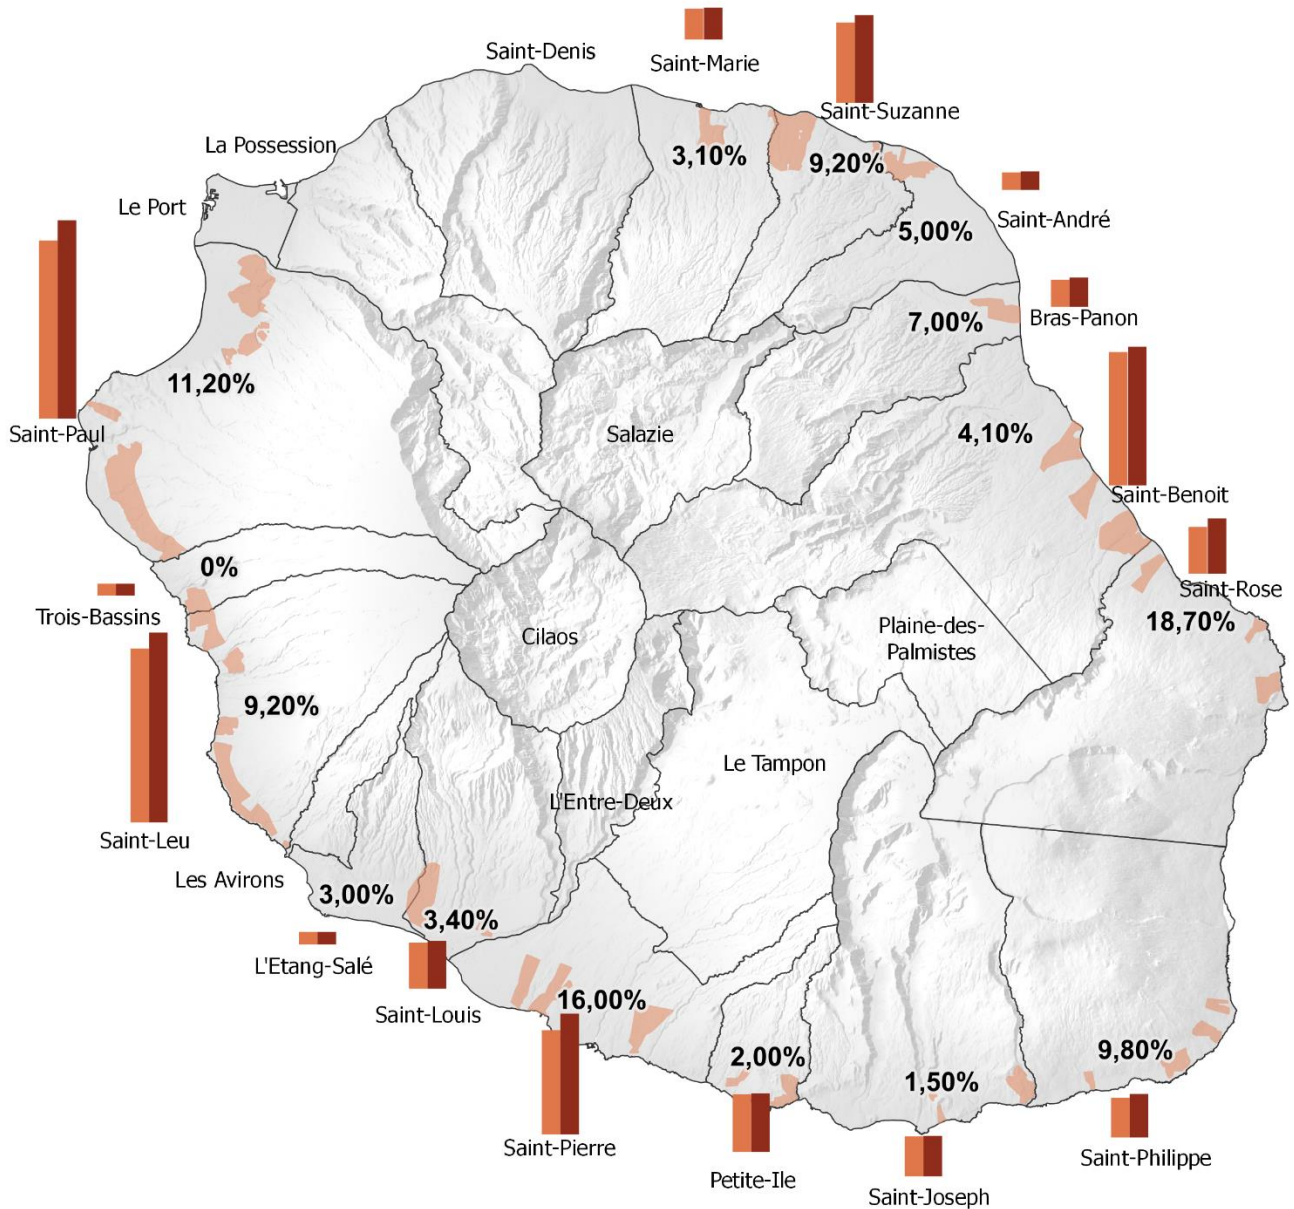 Saint-Denis
Saint-Marie
Saint-Suzanne
La Possession
3,10%
9,20%
Le Port
Saint-André
5,00%
Bras-Panon
7,00%
11,20%
Saint-Paul
Salazie
4,10%
Saint-Benoit
0%
Saint-Rose
Trois-Bassins
18,70%
Cilaos
Plaine-des-
Palmistes
9,20%
Le Tampon
L'Entre-Deux
Saint-Leu
Les Avirons
3,00%
3,40%
L'Etang-Salé
Saint-Louis
16,00%
2,00%
9,80%
1,50%
Saint-Pierre
Petite-Ile
Saint-Philippe
Saint-Joseph